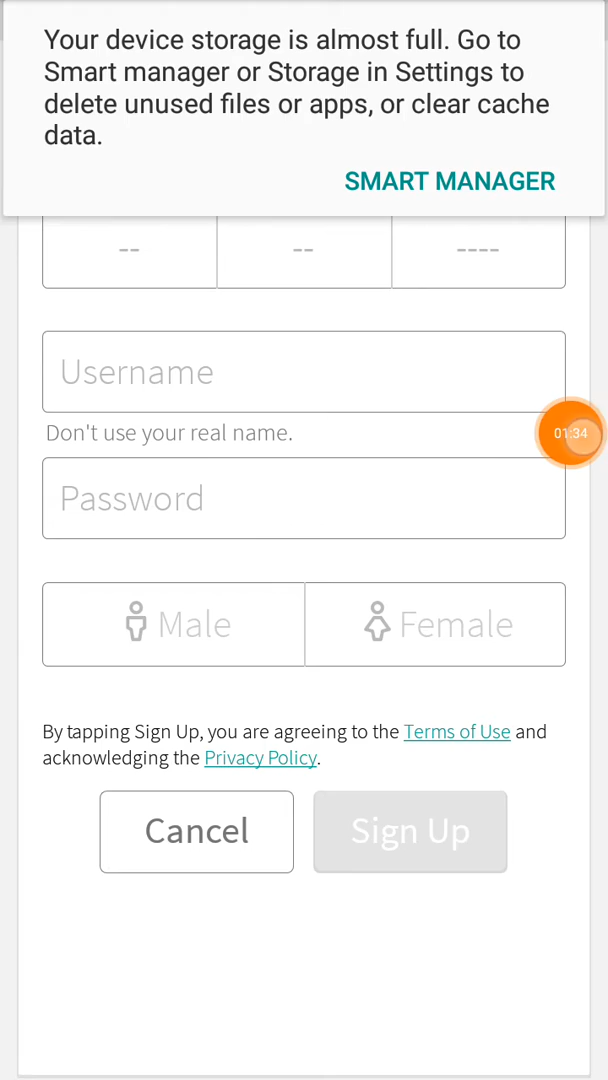 Your device storage is almost full. Go to
Smart manager or Storage in Settings to
delete unused files or apps, or clear cache
data.
SMART MANAGER
-- -- ----
Username
Don't use your real name.
01:34
Password
Male Female
By tapping Sign Up, you are agreeing to the Terms of Use and
acknowledging the Privacy Policy.
Cancel Sign Up